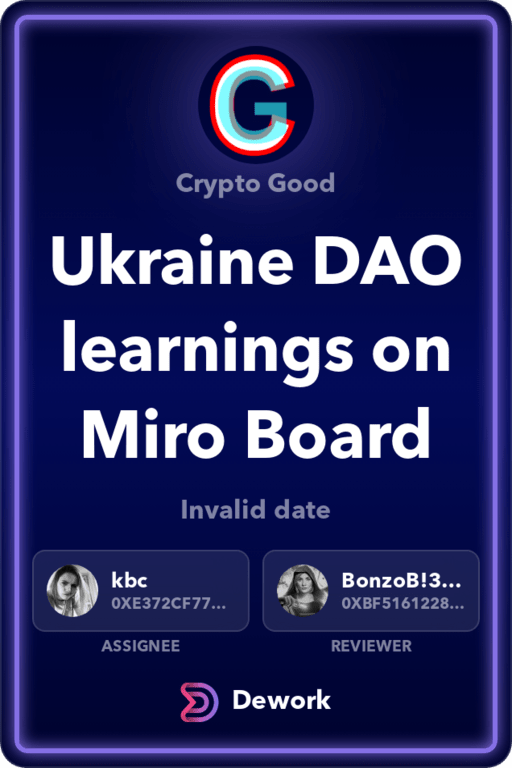 G
Crypto Good
Ukraine DAO
learnings on
Miro Board
Invalid date
kbc
0XE372CF77...
BonzoB!3...
0XBF5161228...
ASSIGNEE
REVIEWER
Dework